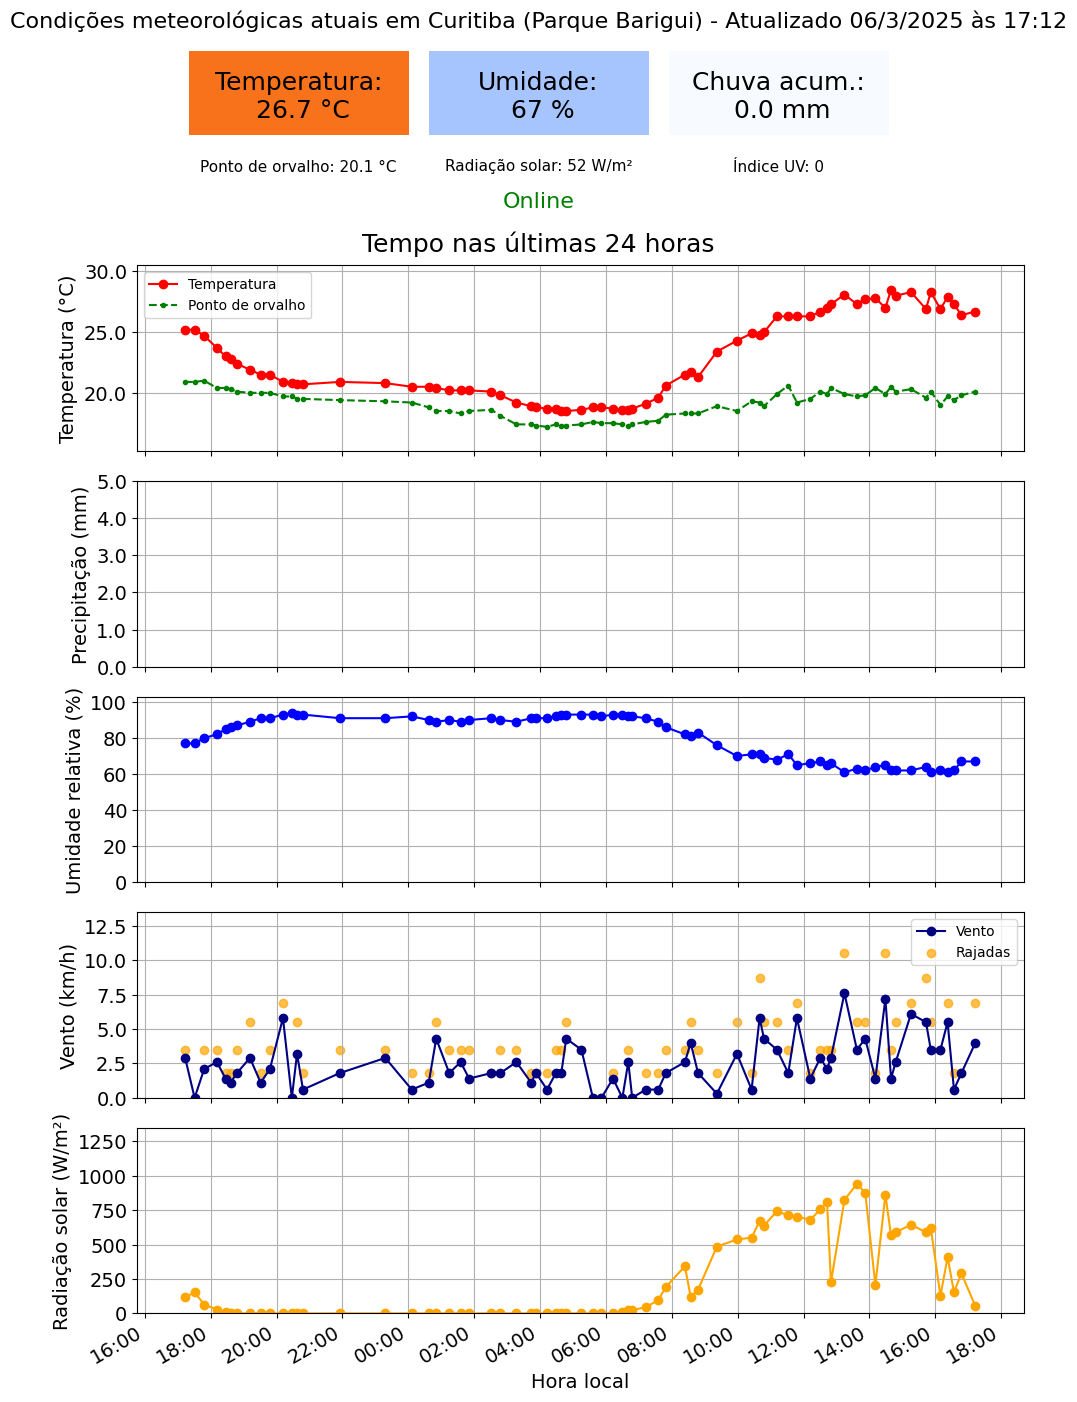 Condições meteorológicas atuais em Curitiba (Parque Barigui) - Atualizado 06/3/2025 às 17:12
Temperatura:
26.7 °C
Umidade:
67 %
Chuva acum.:
0.0 mm
Ponto de orvalho: 20.1 °C
Radiação solar: 52 W/m²
Índice UV: 0
Online
Tempo nas últimas 24 horas
Temperatura (°C)
30.0
25.0
20.0
Temperatura
Ponto de orvalho
Precipitação (mm)
5.0
4.0
3.0
2.0
1.0
0.0
Umidade relativa (%)
100
80
60
40
20
0
Vento (km/h)
12.5
10.0
7.5
5.0
2.5
0.0
Vento
Rajadas
Radiação solar (W/m²)
1250
1000
750
500
250
0
16:00
18:00
20:00
22:00
00:00
02:00
04:00
06:00
08:00
10:00
12:00
14:00
16:00
18:00
Hora local